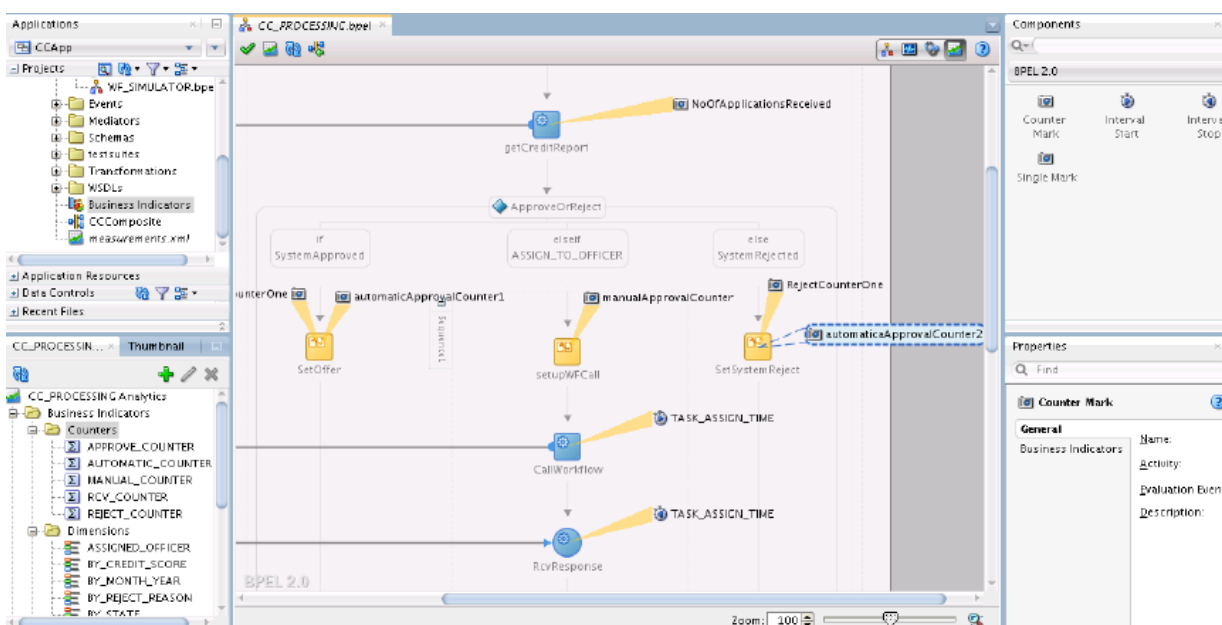 Applications
CCApp
Projects
WF_SIMULATOR.bpe
Events
Mediators
Schemas
testsuites
Transformations
WSDLs
Business Indicators
CCComposite
measurements.xml
Application Resources
Data Controls
Recent Files
CC_PROCESSIN...
Thumbnail
CC_PROCESSING Analytics
Business Indicators
Counters
APPROVE_COUNTER
AUTOMATIC_COUNTER
MANUAL_COUNTER
RCV_COUNTER
REJECT_COUNTER
Dimensions
ASSIGNED_OFFICER
BY_CREDIT_SCORE
BY_MONTH_YEAR
BY_REJECT_REASON
BY_STATE
CC_PROCESSING.bpel
NoOfApplicationsReceived
getCreditReport
ApproveOrReject
if
SystemApproved
elseif
ASSIGN_TO_OFFICER
else
SystemRejected
unterOne
automaticApprovalCounter1
manualApprovalCounter
RejectCounterOne
automaticaApprovalCounter2
Sequence1
SetOffer
setupWFCall
SetSystemReject
TASK_ASSIGN_TIME
CallWorkflow
TASK_ASSIGN_TIME
RcvResponse
BPEL 2.0
Zoom: 100
Components
BPEL 2.0
Counter Mark
Interval Start
Interva Stop
Single Mark
Properties
Find
Counter Mark
General
Business Indicators
Name:
Activity:
Evaluation Even
Description: